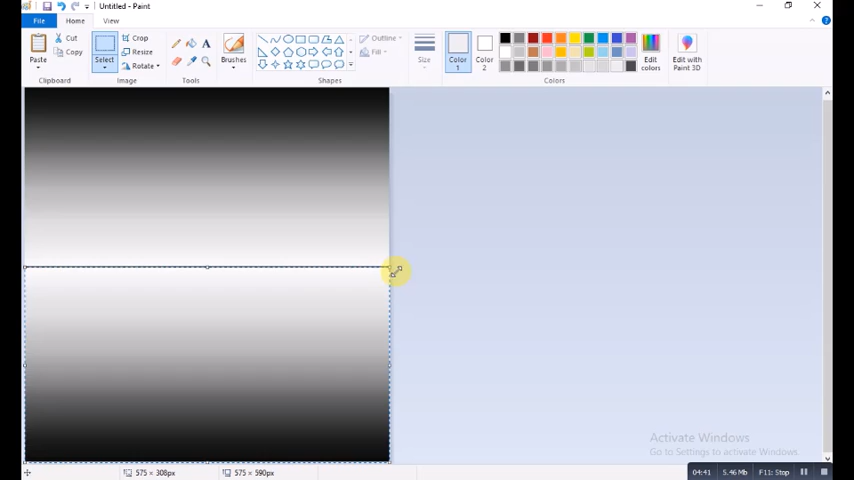 Untitled - Paint
File Home View
Paste
Cut
Copy
Clipboard
Select
Crop
Resize
Rotate
Image
A
Tools
Brushes
Outline
Fill
Shapes
Size
Color
1
Color
2
Edit
colors
Colors
Edit with
Paint 3D
Activate Windows
Go to Settings to activate Windows.
575 × 308px 575 × 590px
04:41 5.46 Mb F11: Stop